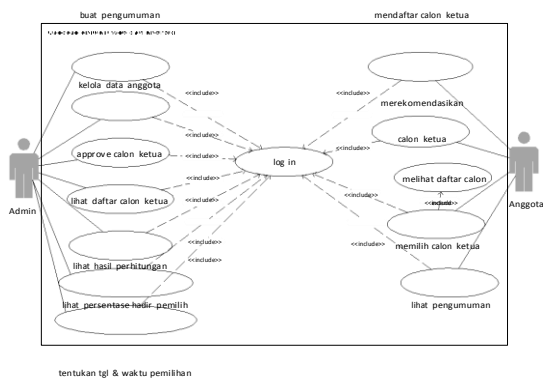 buat pengumuman
mendaftar calon ketua
kelola data anggota
<<include>>
<<include>>
merekomendasikan
<<include>>
calon ketua
<<include>>
approve calon ketua
<<include>>
log in
<<include>>
melihat daftar calon
<<include>>
lihat daftar calon ketua
<<include>>
Admin
Anggota
<<include>>
memilih calon ketua
<<include>>
<<include>>
<<include>>
lihat hasil perhitungan
lihat persentase hadir pemilih
lihat pengumuman
tentukan tgl & waktu pemilihan